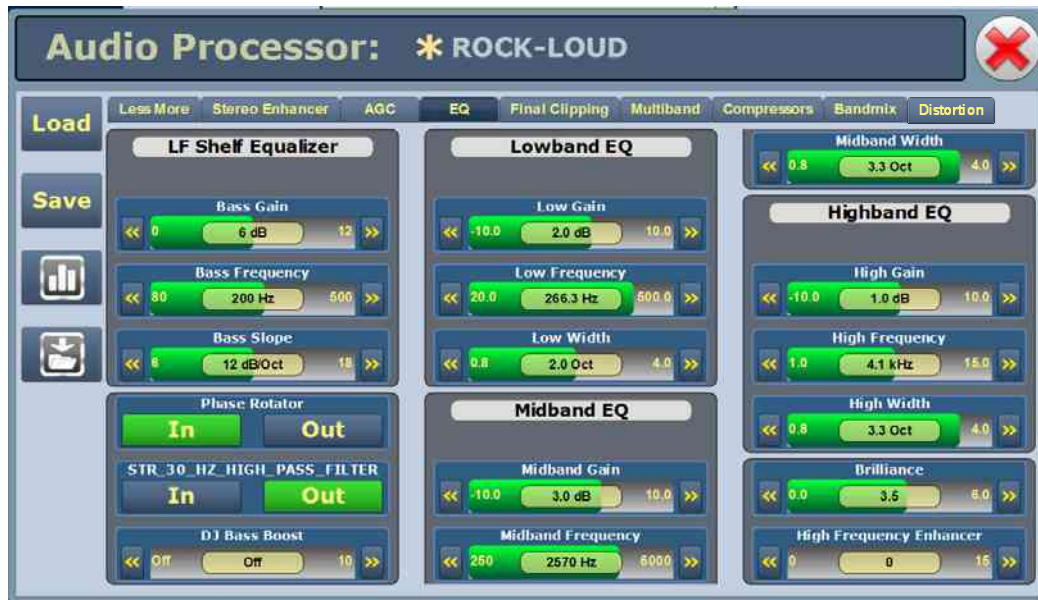 Audio Processor: * ROCK-LOUD
Load
Save
Less More Stereo Enhancer AGC EQ Final Clipping Multiband Compressors Bandmix Distortion
LF Shelf Equalizer
Bass Gain
« 0 6 dB 12 »
Bass Frequency
« 80 200 Hz 500 »
Bass Slope
« 6 12 dB/Oct 18 »
Phase Rotator
In Out
STR_30_HZ_HIGH_PASS_FILTER
In Out
DJ Bass Boost
« Off Off 10 »
Lowband EQ
Low Gain
« -10.0 2.0 dB 10.0 »
Low Frequency
« 20.0 266.3 Hz 500.0 »
Low Width
« 0.8 2.0 Oct 4.0 »
Midband EQ
Midband Gain
« -10.0 3.0 dB 10.0 »
Midband Frequency
« 250 2570 Hz 6000 »
Midband Width
« 0.8 3.3 Oct 4.0 »
Highband EQ
High Gain
« -10.0 1.0 dB 10.0 »
High Frequency
« 1.0 4.1 kHz 15.0 »
High Width
« 0.8 3.3 Oct 4.0 »
Brilliance
« 0.0 3.5 6.0 »
High Frequency Enhancer
« 0 0 15 »